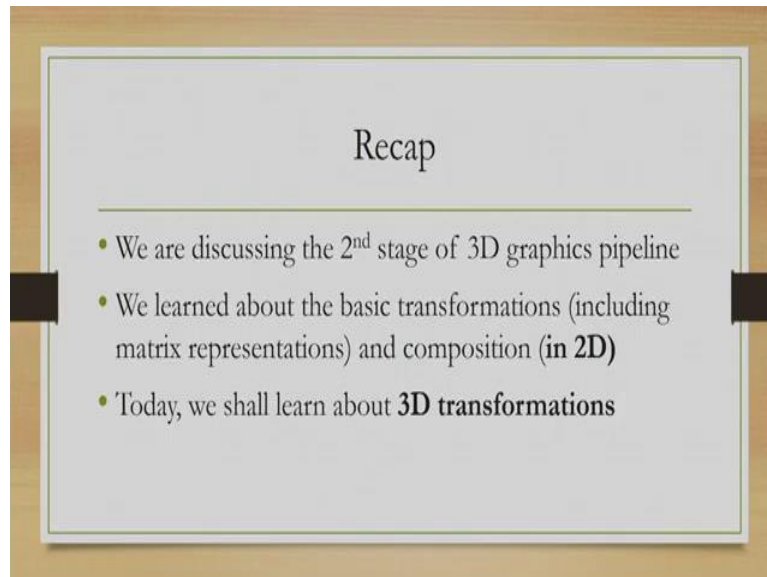 Recap
• We are discussing the 2nd stage of 3D graphics pipeline
• We learned about the basic transformations (including
matrix representations) and composition (in 2D)
• Today, we shall learn about 3D transformations